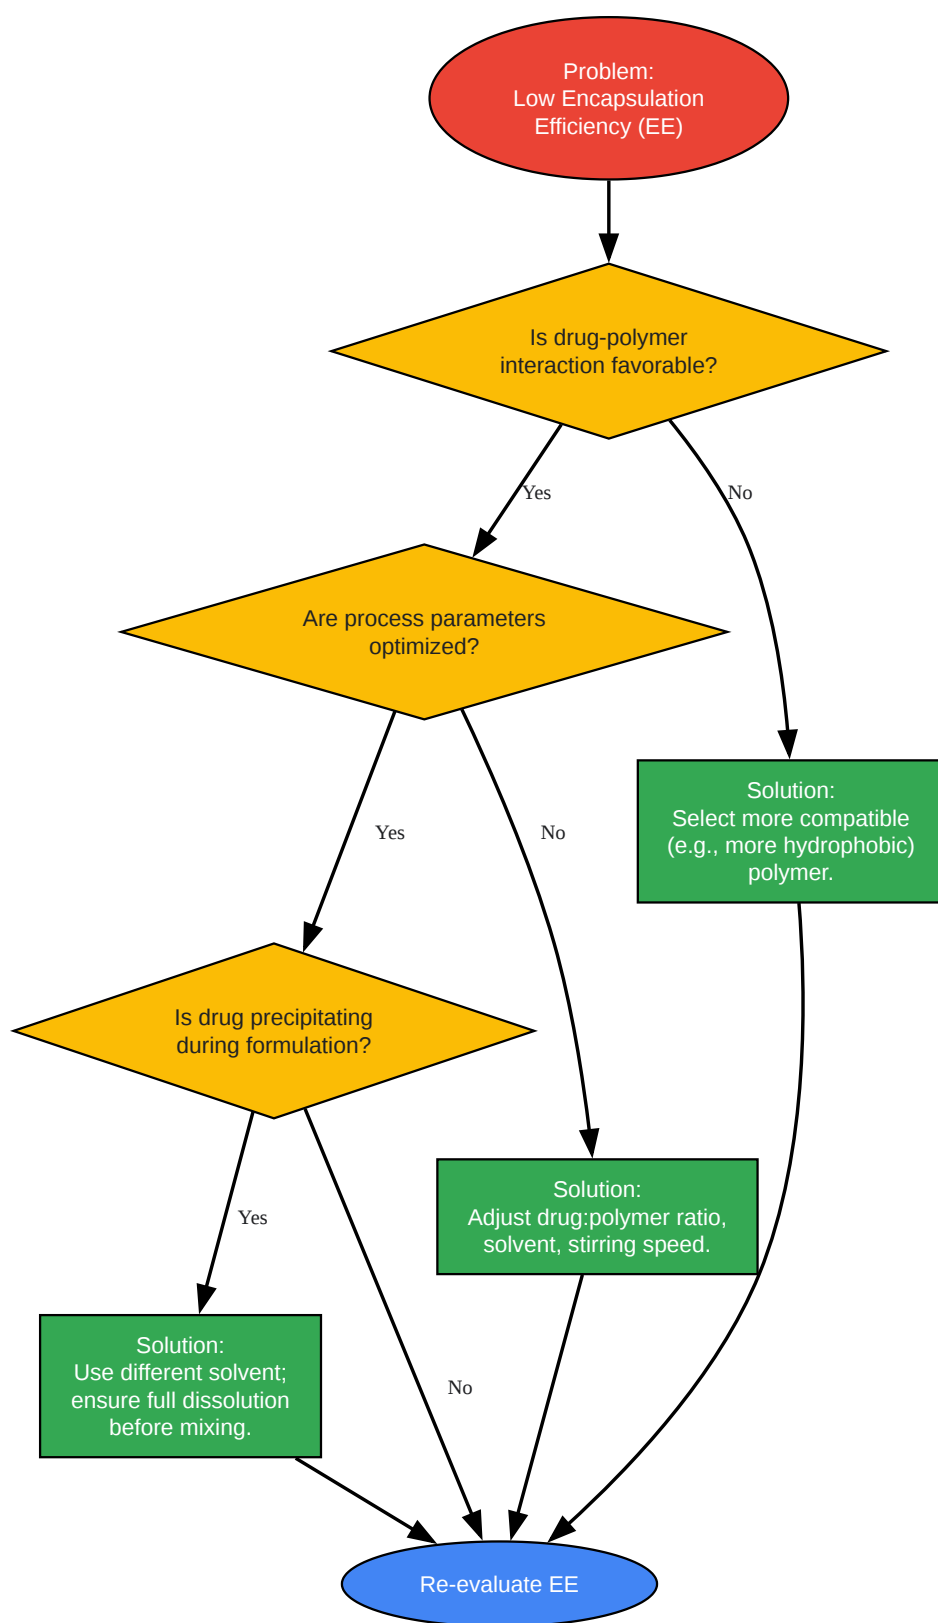 Problem:
Low Encapsulation
Efficiency (EE)
Is drug-polymer
interaction favorable?
Yes
No
Are process parameters
optimized?
Yes
No
Solution:
Select more compatible
(e.g., more hydrophobic)
polymer.
Is drug precipitating
during formulation?
Yes
No
Solution:
Adjust drug:polymer ratio,
solvent, stirring speed.
Solution:
Use different solvent;
ensure full dissolution
before mixing.
Re-evaluate EE